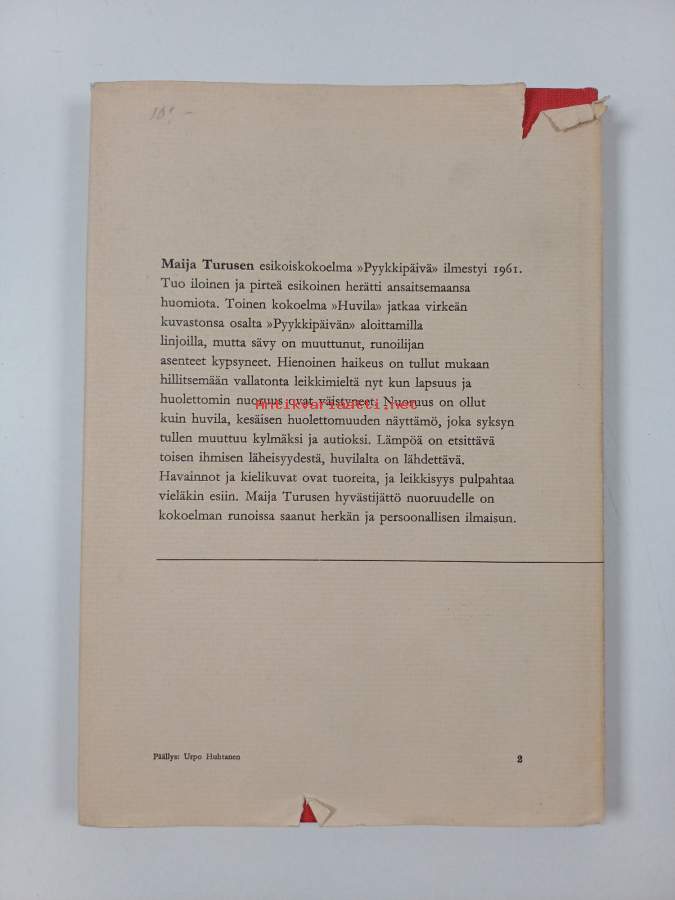 10:-
Maija Turusen esikoiskokoelma »Pyykkipäivä» ilmestyi 1961.
Tuo iloinen ja pirteä esikoinen herätti ansaitsemaansa
huomiota. Toinen kokoelma »Huvila» jatkaa virkeän
kuvastonsa osalta »Pyykkipäivän» aloittamilla
linjoilla, mutta sävy on muuttunut, runoilijan
asenteet kypsyneet. Hienoinen haikeus on tullut mukaan
hillitsemään vallatonta leikkimieltä nyt kun lapsuus ja
huolettomin nuoruus ovat väistyneet. Nuoruus on ollut
Antikvariaatti.net
kuin huvila, kesäisen huolettomuuden näyttämö, joka syksyn
tullen muuttuu kylmäksi ja autioksi. Lämpöä on etsittävä
toisen ihmisen läheisyydestä, huvilalta on lähdettävä.
Havainnot ja kielikuvat ovat tuoreita, ja leikkisyys pulpahtaa
vieläkin esiin. Maija Turusen hyvästijättö nuoruudelle on
kokoelman runoissa saanut herkän ja persoonallisen ilmaisun.
Päällys: Urpo Huhtanen
2